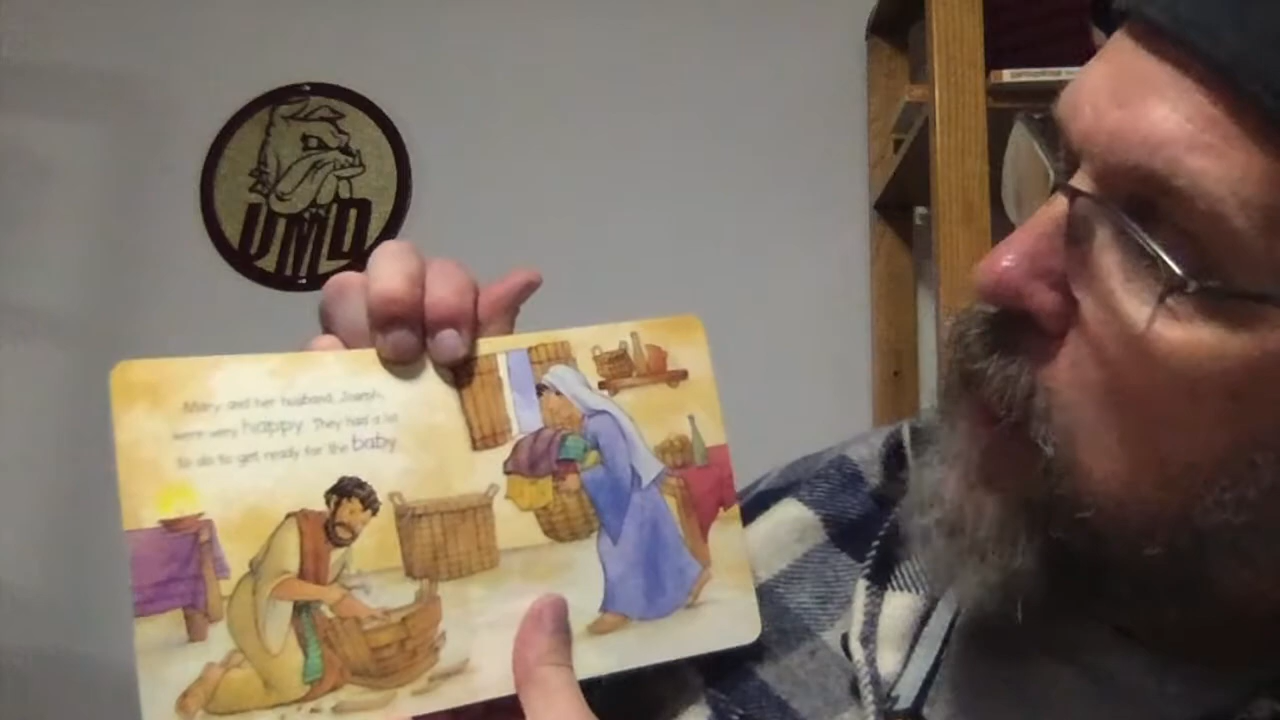 UMD
Mary and her husband, Joseph,
were very happy. They had a lot
to do to get ready for the baby.